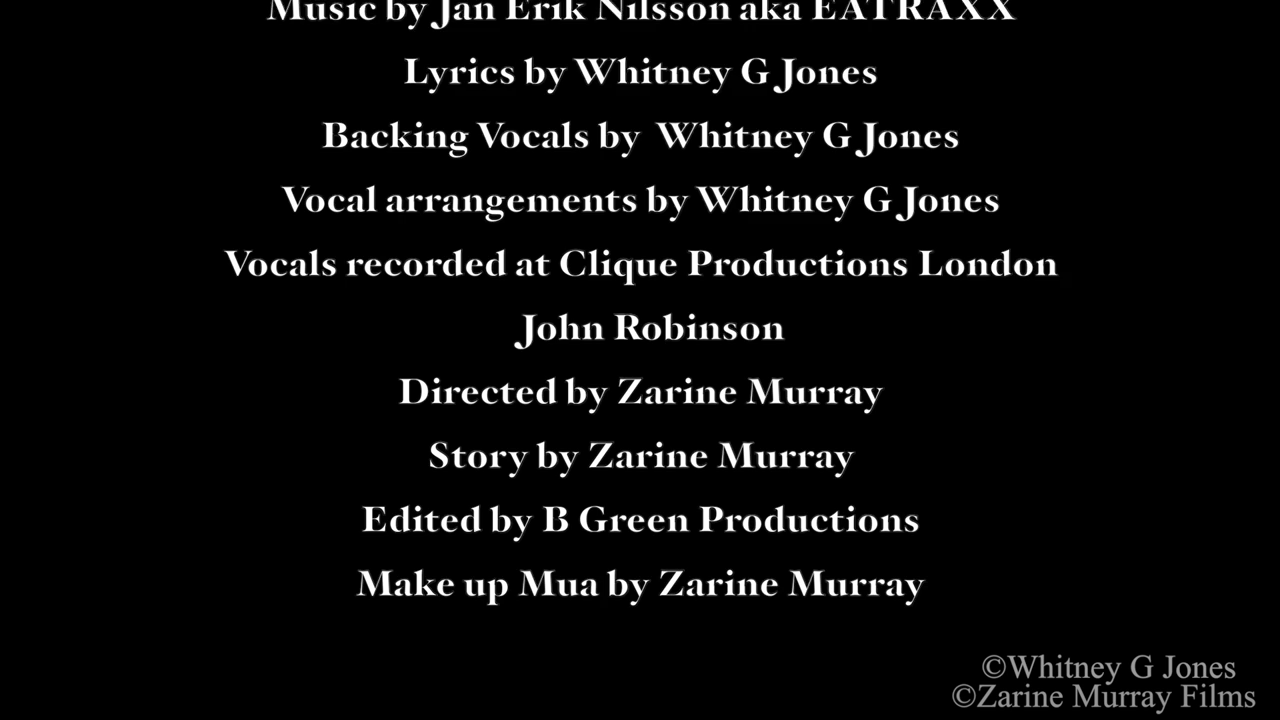 Music by Jan Erik Nilsson aka EATRAXX
Lyrics by Whitney G Jones
Backing Vocals by  Whitney G Jones
Vocal arrangements by Whitney G Jones
Vocals recorded at Clique Productions London
John Robinson
Directed by Zarine Murray
Story by Zarine Murray
Edited by B Green Productions
Make up Mua by Zarine Murray
©Whitney G Jones
©Zarine Murray Films